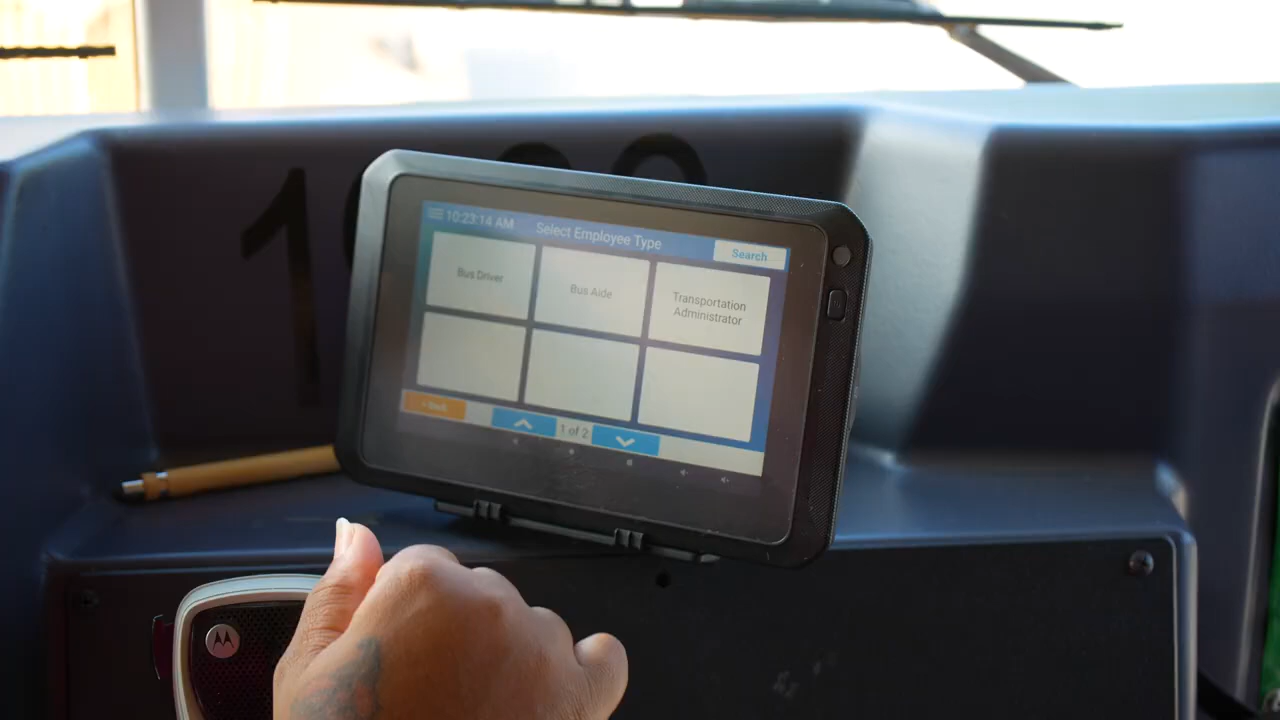 10:23:14 AM
Select Employee Type
Search
Bus Driver
Bus Aide
Transportation
Administrator
1 of 2